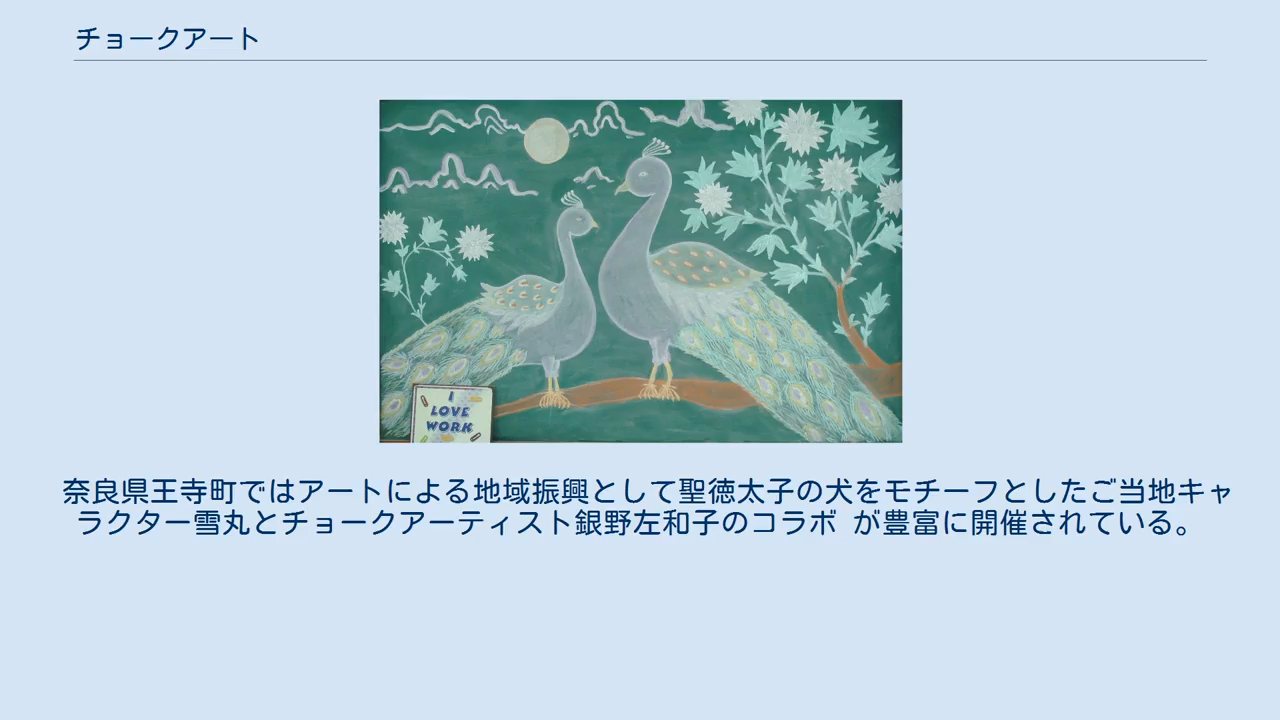 チョークアート
I
LOVE
WORK
奈良県王寺町ではアートによる地域振興として聖徳太子の犬をモチーフとしたご当地キャ
ラクター雪丸とチョークアーティスト銀野左和子のコラボ が豊富に開催されている。